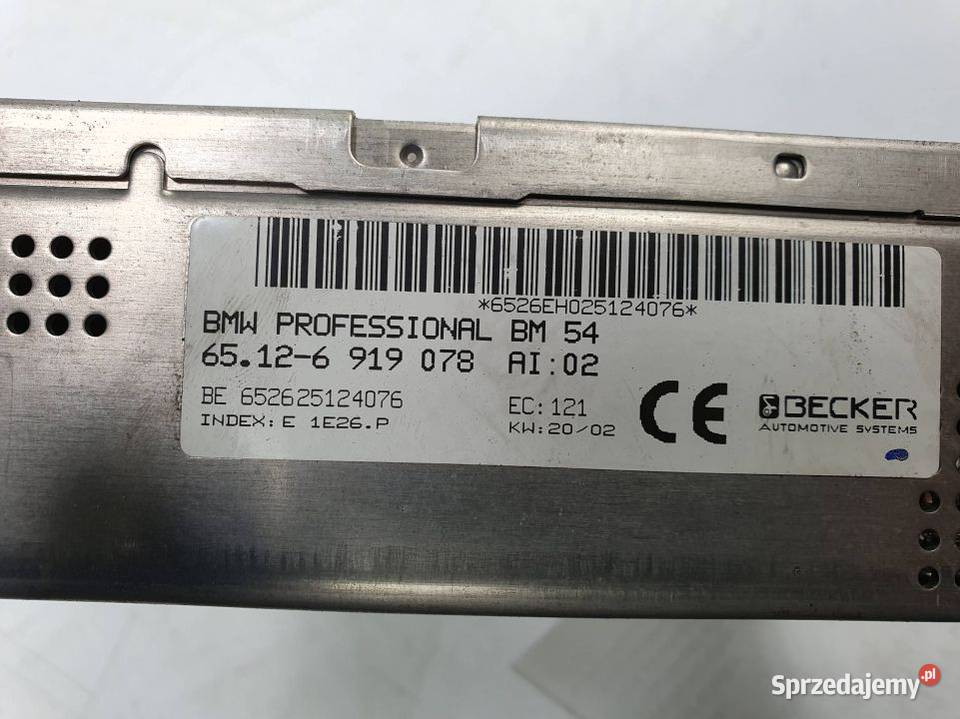 *6526EH025124076*
BMW PROFESSIONAL BM 54
65.12-6 919 078 AI:02
BE 652625124076
INDEX: E 1E26.P
EC: 121
KW: 20/02
CE
BECKER
AUTOMOTIVE SYSTEMS
Sprzedajemy.pl